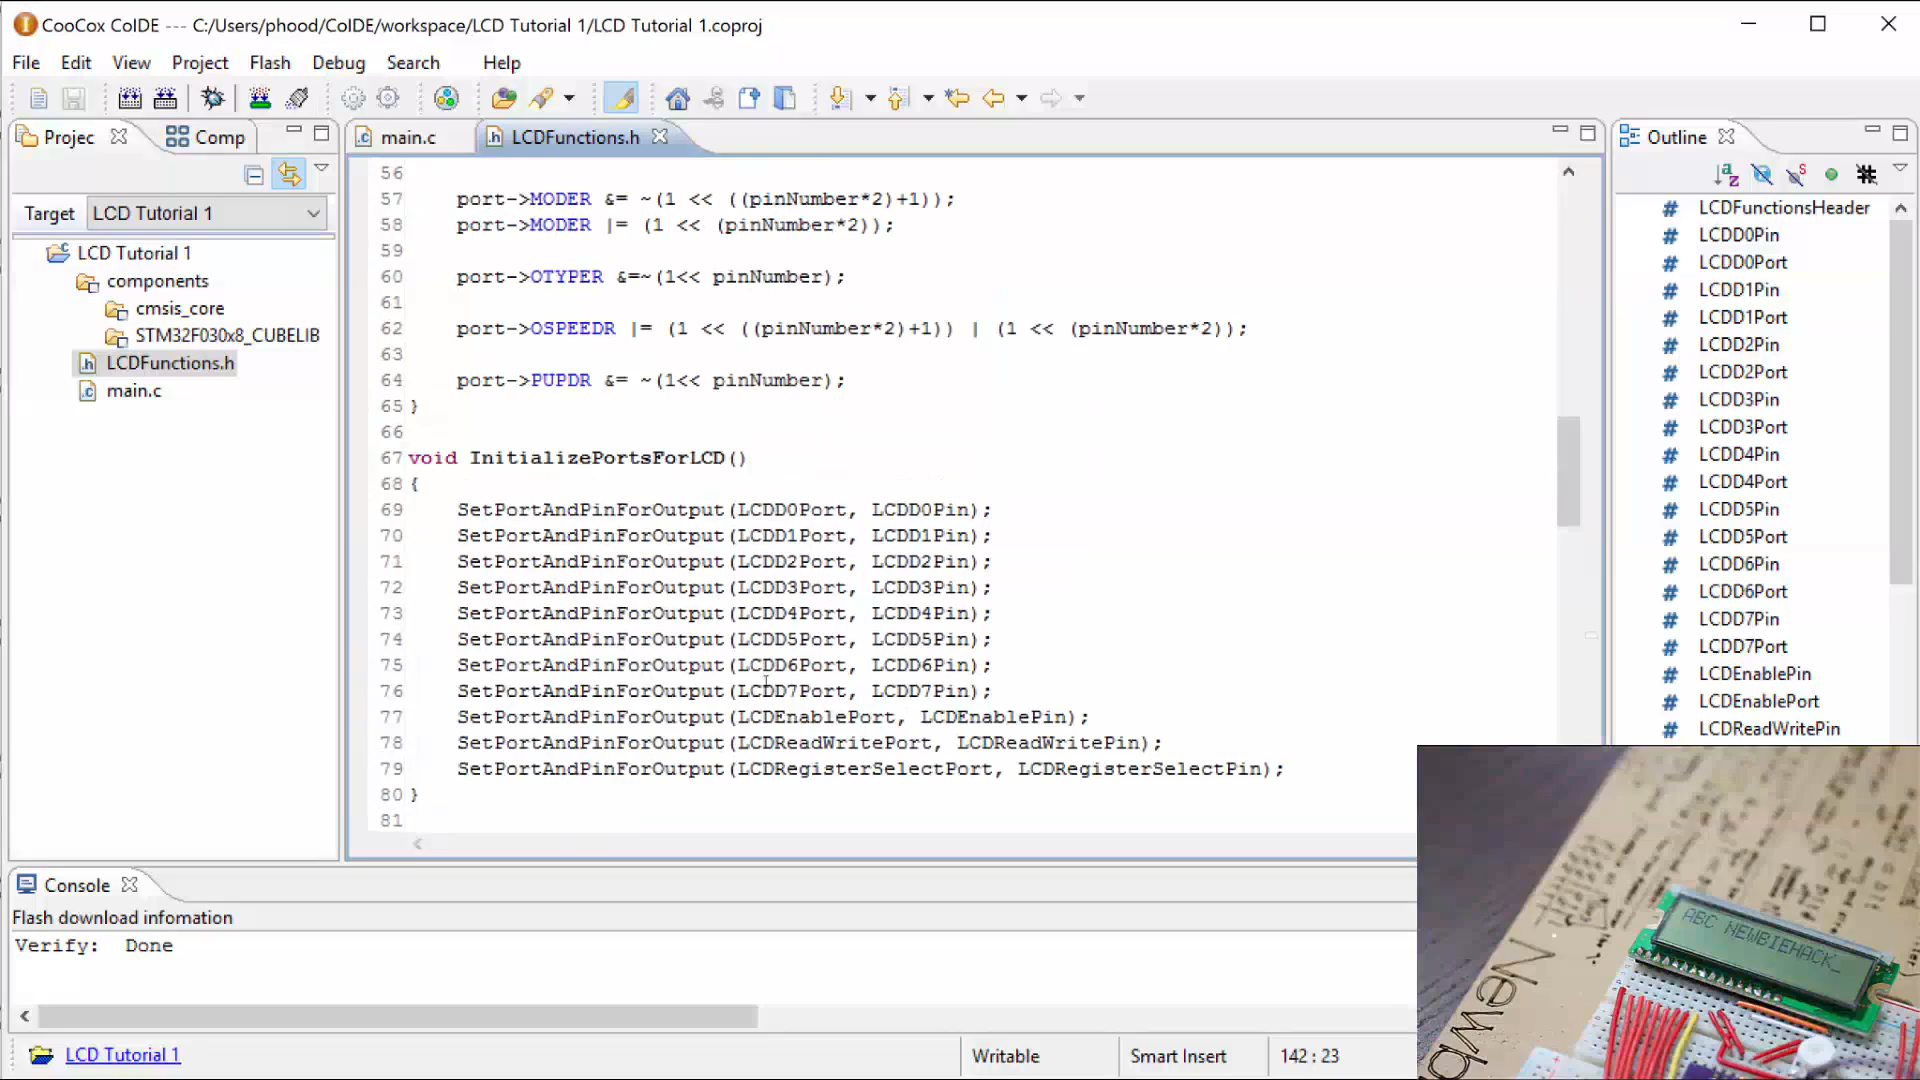 CooCox CoIDE --- C:/Users/phood/CoIDE/workspace/LCD Tutorial 1/LCD Tutorial 1.coproj
File Edit View Project Flash Debug Search Help
Projec
Comp
Target LCD Tutorial 1
LCD Tutorial 1
components
cmsis_core
STM32F030x8_CUBELIB
LCDFunctions.h
main.c
main.c LCDFunctions.h
56
57 port->MODER &= ~(1 << ((pinNumber*2)+1));
58 port->MODER |= (1 << (pinNumber*2));
59
60 port->OTYPER &=~(1<< pinNumber);
61
62 port->OSPEEDR |= (1 << ((pinNumber*2)+1)) | (1 << (pinNumber*2));
63
64 port->PUPDR &= ~(1<< pinNumber);
65 }
66
67 void InitializePortsForLCD()
68 {
69 SetPortAndPinForOutput(LCDD0Port, LCDD0Pin);
70 SetPortAndPinForOutput(LCDD1Port, LCDD1Pin);
71 SetPortAndPinForOutput(LCDD2Port, LCDD2Pin);
72 SetPortAndPinForOutput(LCDD3Port, LCDD3Pin);
73 SetPortAndPinForOutput(LCDD4Port, LCDD4Pin);
74 SetPortAndPinForOutput(LCDD5Port, LCDD5Pin);
75 SetPortAndPinForOutput(LCDD6Port, LCDD6Pin);
76 SetPortAndPinForOutput(LCDD7Port, LCDD7Pin);
77 SetPortAndPinForOutput(LCDEnablePort, LCDEnablePin);
78 SetPortAndPinForOutput(LCDReadWritePort, LCDReadWritePin);
79 SetPortAndPinForOutput(LCDRegisterSelectPort, LCDRegisterSelectPin);
80 }
81
Outline
LCDFunctionsHeader
LCDD0Pin
LCDD0Port
LCDD1Pin
LCDD1Port
LCDD2Pin
LCDD2Port
LCDD3Pin
LCDD3Port
LCDD4Pin
LCDD4Port
LCDD5Pin
LCDD5Port
LCDD6Pin
LCDD6Port
LCDD7Pin
LCDD7Port
LCDEnablePin
LCDEnablePort
LCDReadWritePin
Console
Flash download infomation
Verify: Done
LCD Tutorial 1
Writable
Smart Insert
142 : 23
ABC NEWBIEHACK_
Newb